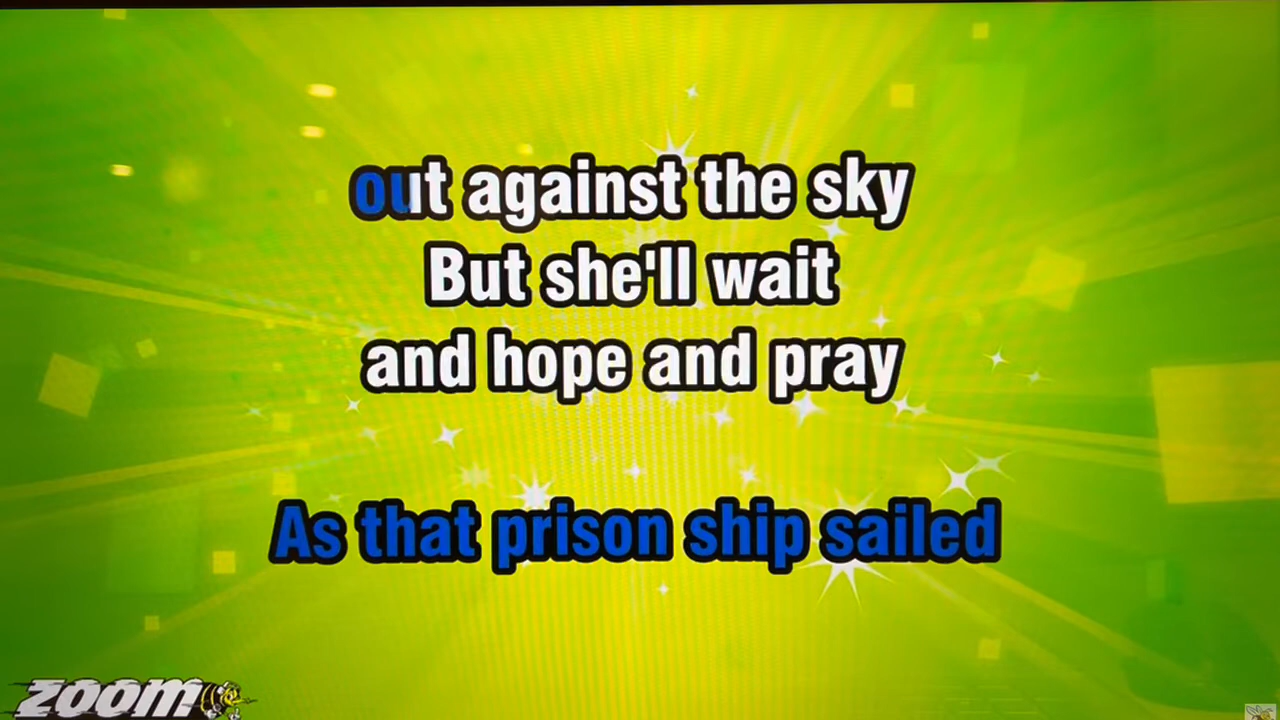 out against the sky
But she'll wait
and hope and pray
As that prison ship sailed
ZOOM